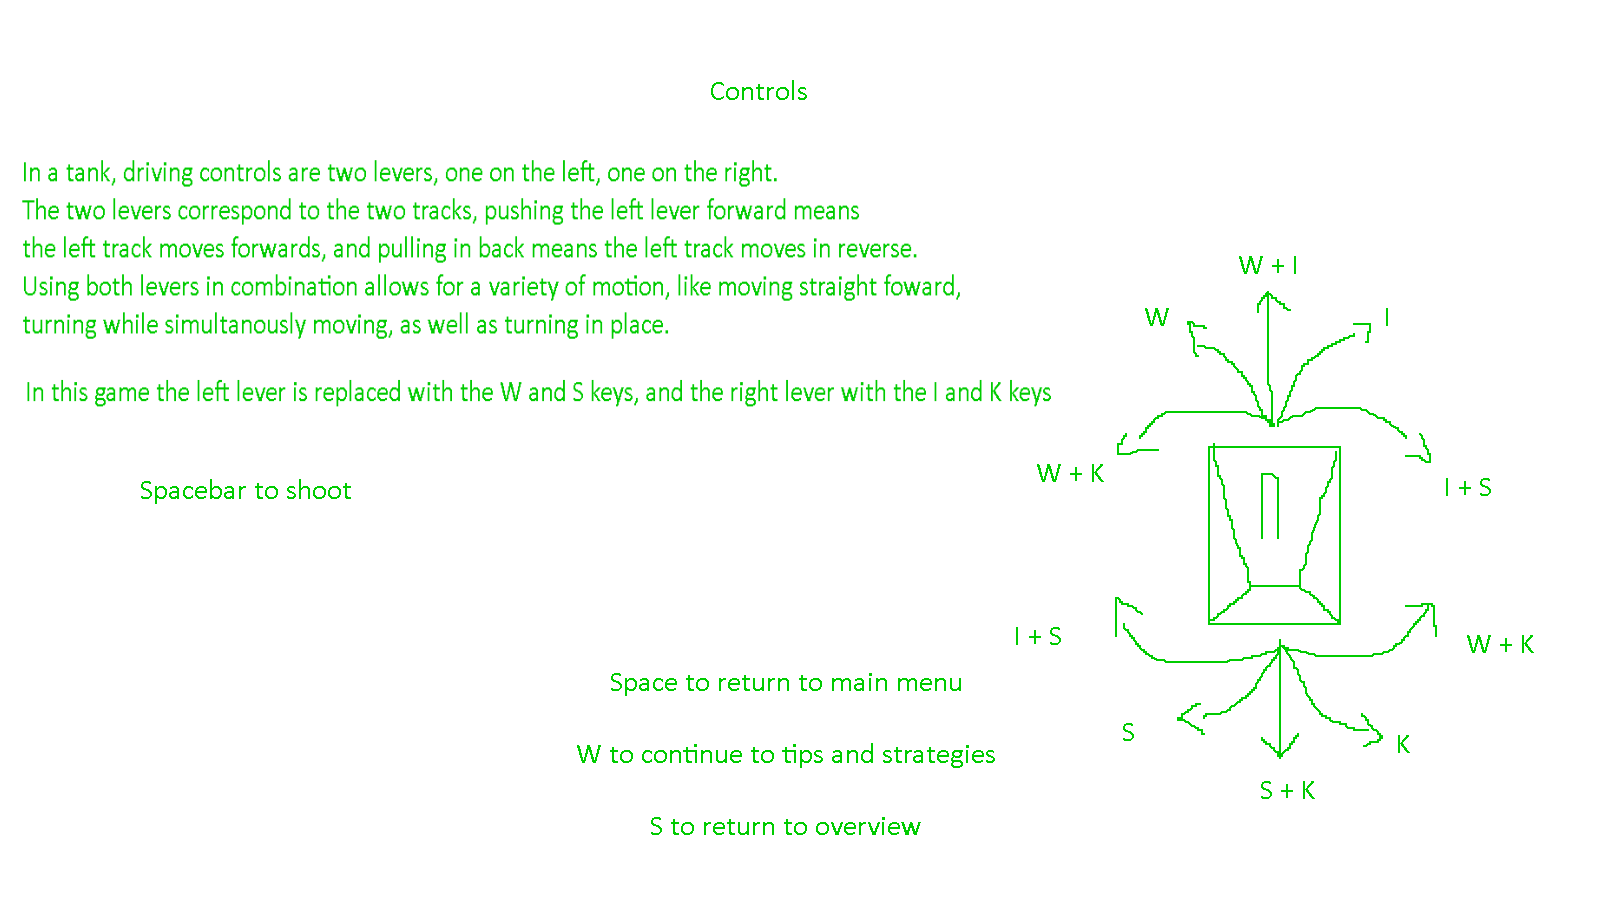 Controls
In a tank, driving controls are two levers, one on the left, one on the right.
The two levers correspond to the two tracks, pushing the left lever forward means
the left track moves forwards, and pulling in back means the left track moves in reverse.
Using both levers in combination allows for a variety of motion, like moving straight foward,
turning while simultanously moving, as well as turning in place.
In this game the left lever is replaced with the W and S keys, and the right lever with the I and K keys
Spacebar to shoot
W + I
W
I
W + K
I + S
I + S
W + K
S
K
S + K
Space to return to main menu
W to continue to tips and strategies
S to return to overview